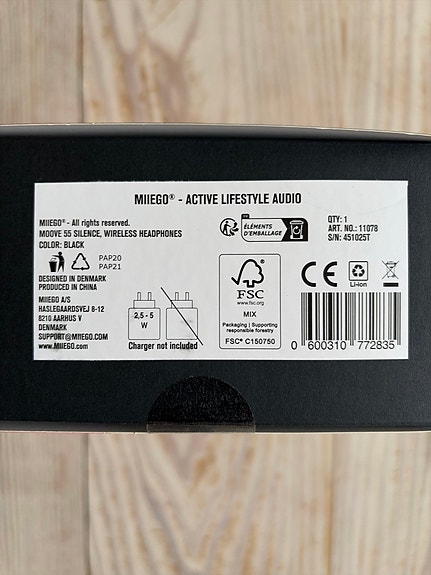 MIIEGO® - ACTIVE LIFESTYLE AUDIO
MIIEGO® - All rights reserved.
MOOVE 55 SILENCE, WIRELESS HEADPHONES
COLOR: BLACK
PAP20
PAP21
DESIGNED IN DENMARK
PRODUCED IN CHINA
MIIEGO A/S
HASLEGAARDSVEJ 8-12
8210 AARHUS V
DENMARK
SUPPORT@MIIEGO.COM
www.MIIEGO.com
2,5 - 5
W
Charger not included
ÉLÉMENTS
D'EMBALLAGE
FSC
www.fsc.org
MIX
Packaging | Supporting
responsible forestry
FSC® C150750
QTY: 1
ART. NO.: 11078
S/N: 451025T
CE
Li-ion
0 600310 772835